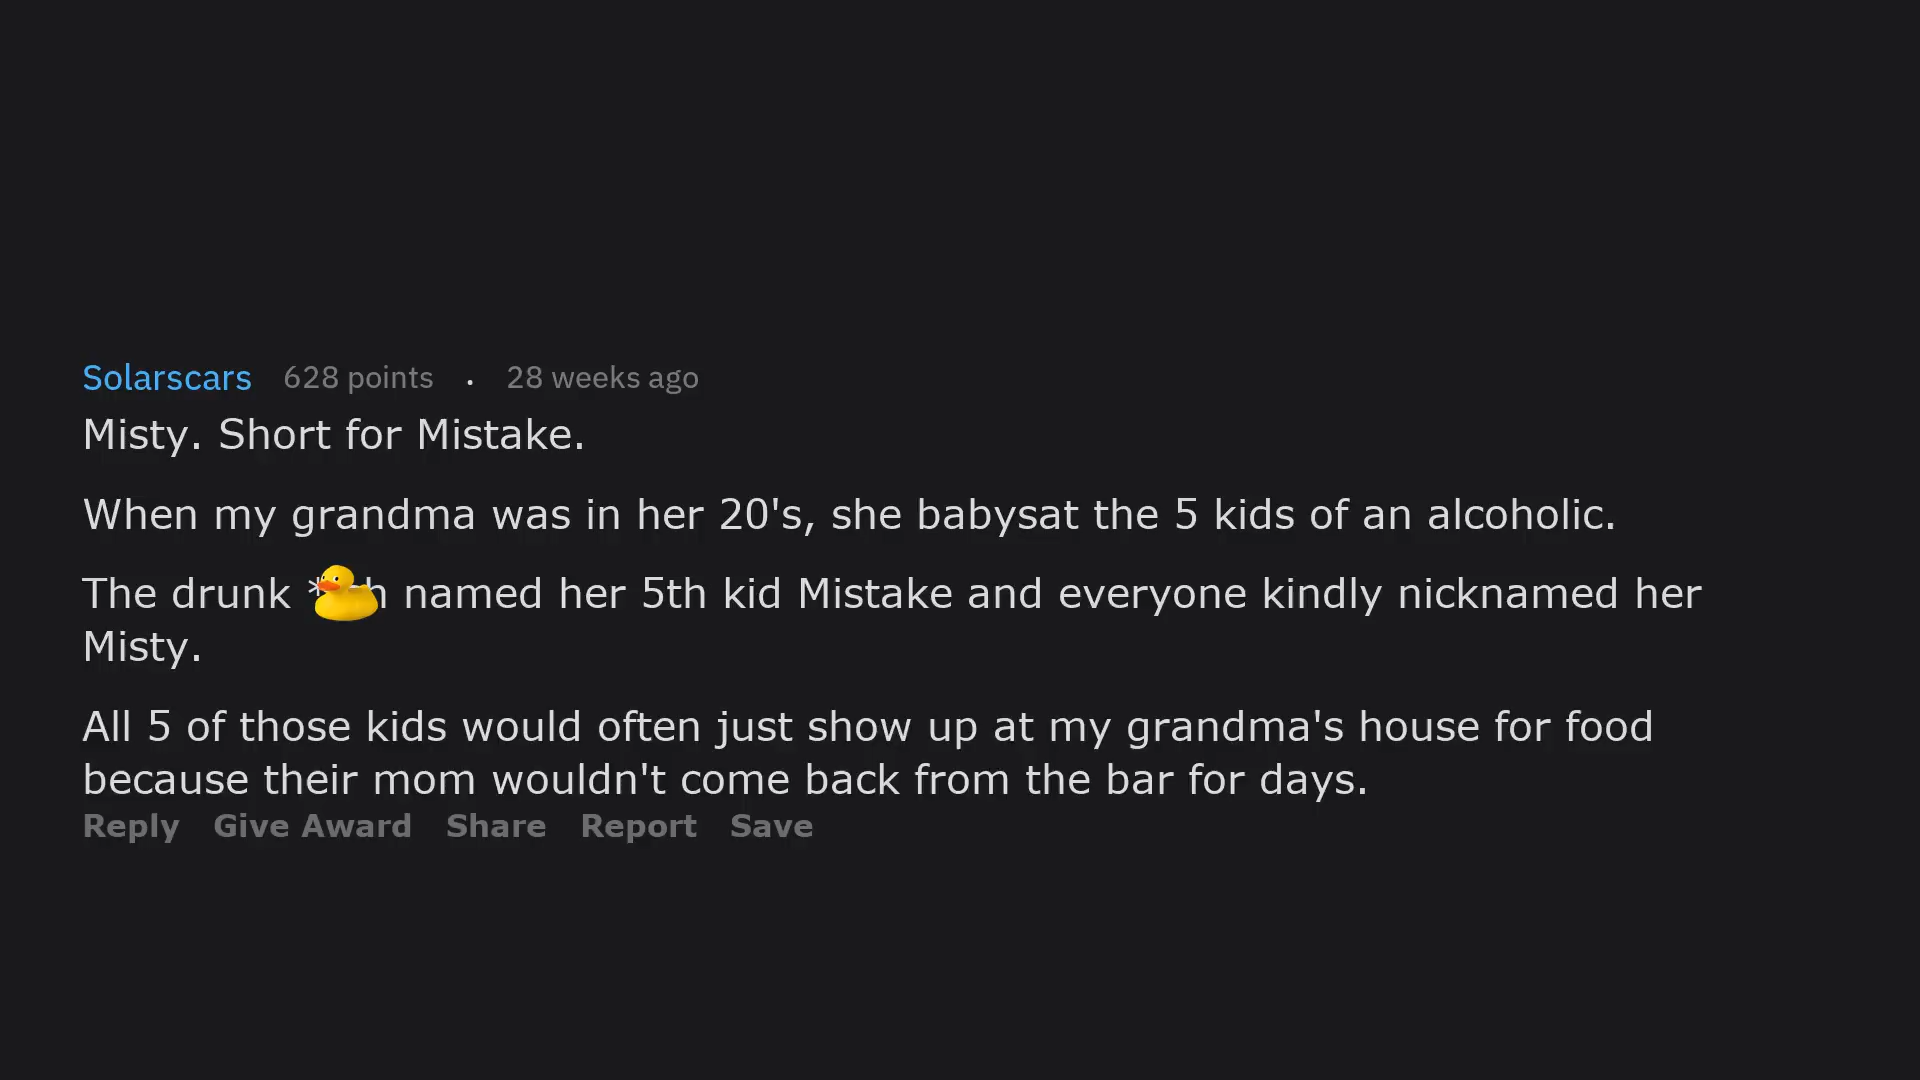 Solarscars 628 points . 28 weeks ago
Misty. Short for Mistake.
When my grandma was in her 20's, she babysat the 5 kids of an alcoholic.
The drunk named her 5th kid Mistake and everyone kindly nicknamed her
Misty.
All 5 of those kids would often just show up at my grandma's house for food
because their mom wouldn't come back from the bar for days.
Reply Give Award Share Report Save